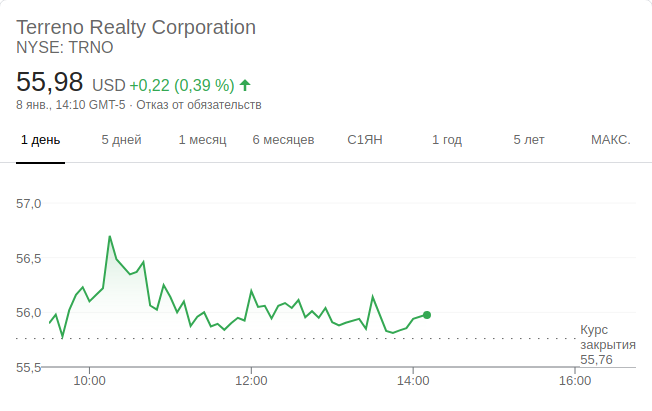 Terreno Realty Corporation
NYSE: TRNO
55,98 USD +0,22 (0,39 %)
8 янв., 14:10 GMT-5 · Отказ от обязательств
1 день 5 дней 1 месяц 6 месяцев С1ЯН 1 год 5 лет МАКС.
57,0
56,5
56,0
Курс
закрытия
55,76
55,5
10:00 12:00 14:00 16:00